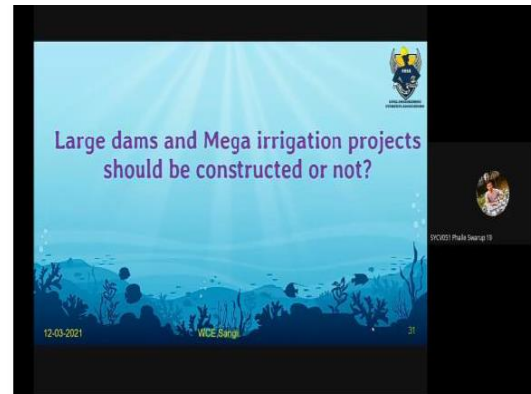 Large dams and Mega irrigation projects
should be constructed or not?
12-03-2021
WCE,Sangli
31
SYCV051 Phalle Swarup 19